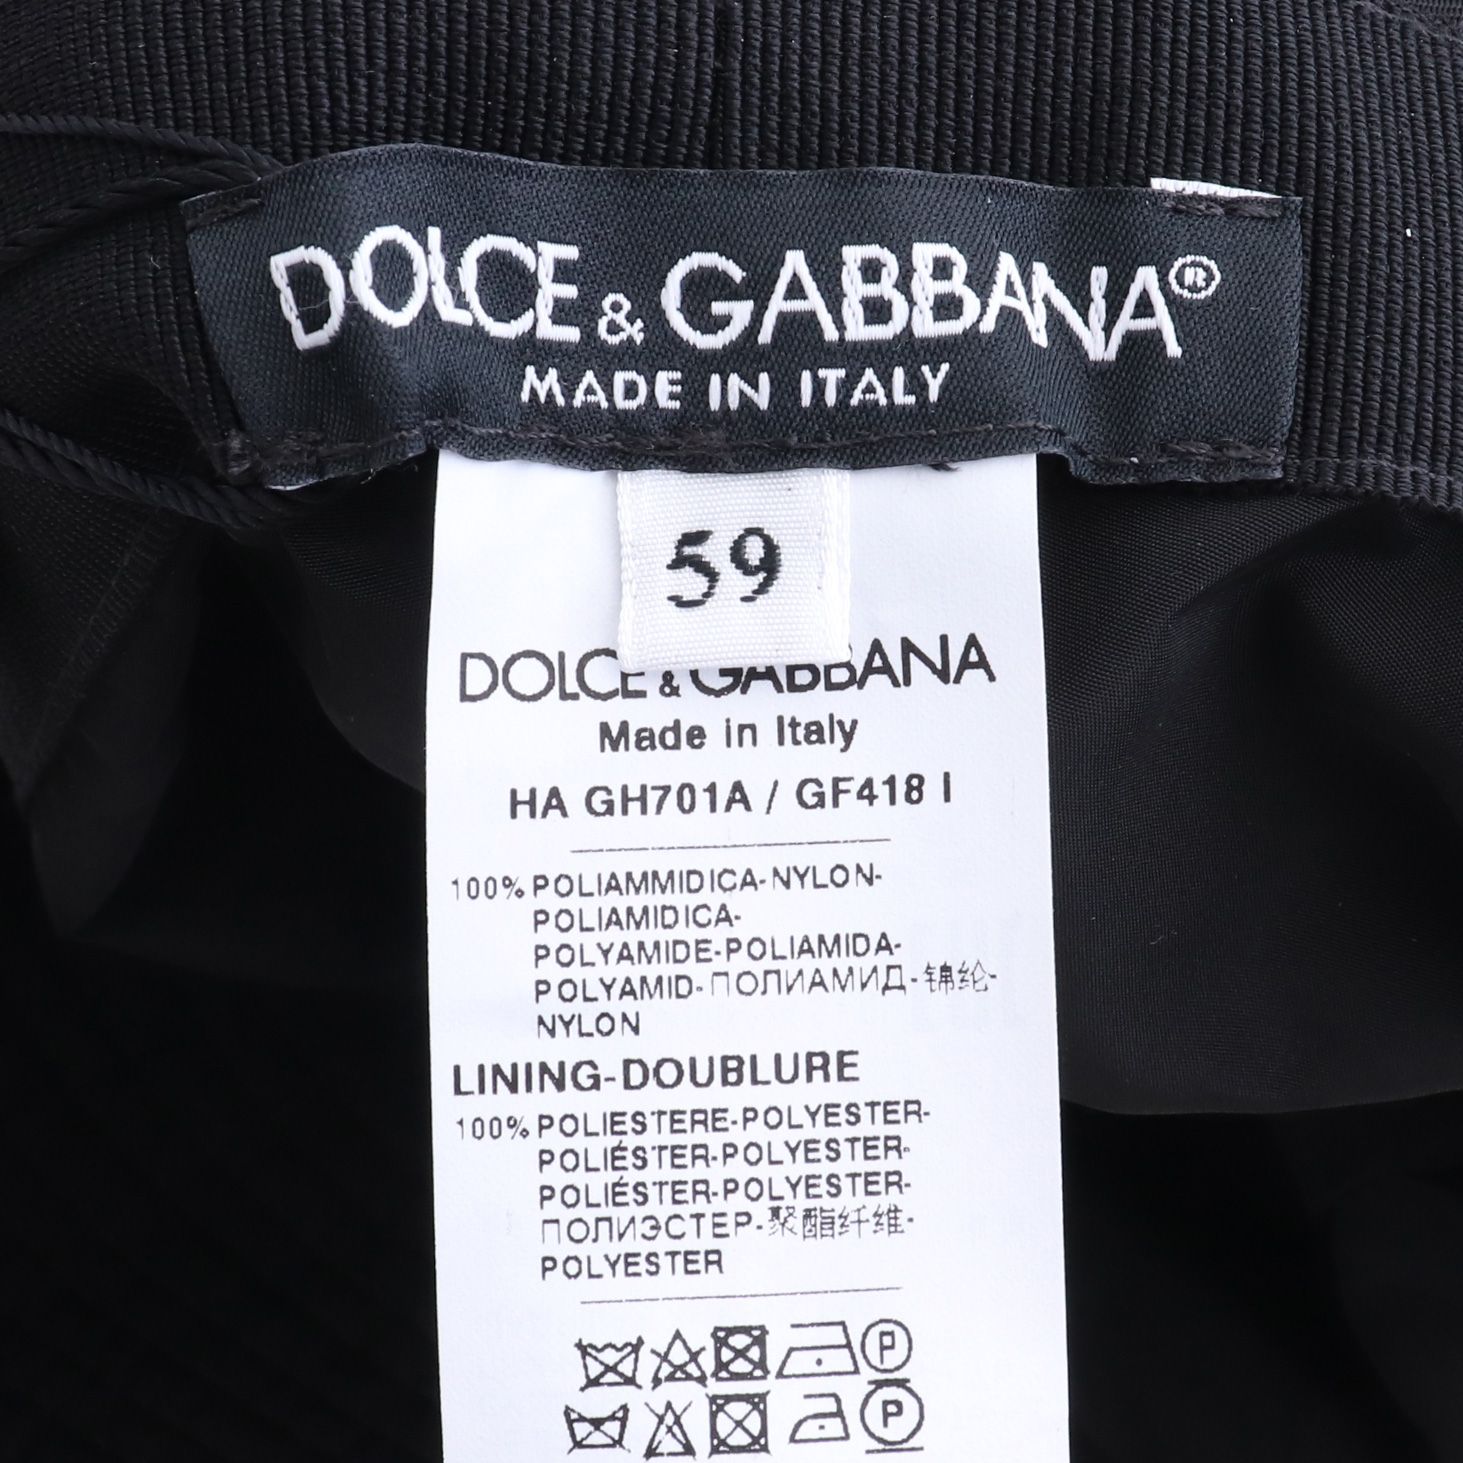 DOLCE & GABBANA®
MADE IN ITALY
59
DOLCE & GABBANA
Made in Italy
HA GH701A / GF418 I
100% POLIAMMIDICA-NYLON-
POLIAMIDICA-
POLYAMIDE-POLIAMIDA-
POLYAMID-ПОЛИАМИД-锦纶-
NYLON
LINING-DOUBLURE
100% POLIESTERE-POLYESTER-
POLIÉSTER-POLYESTER-
POLIÉSTER-POLYESTER-
ПОЛИЭСТЕР-聚酯纤维-
POLYESTER
P
P